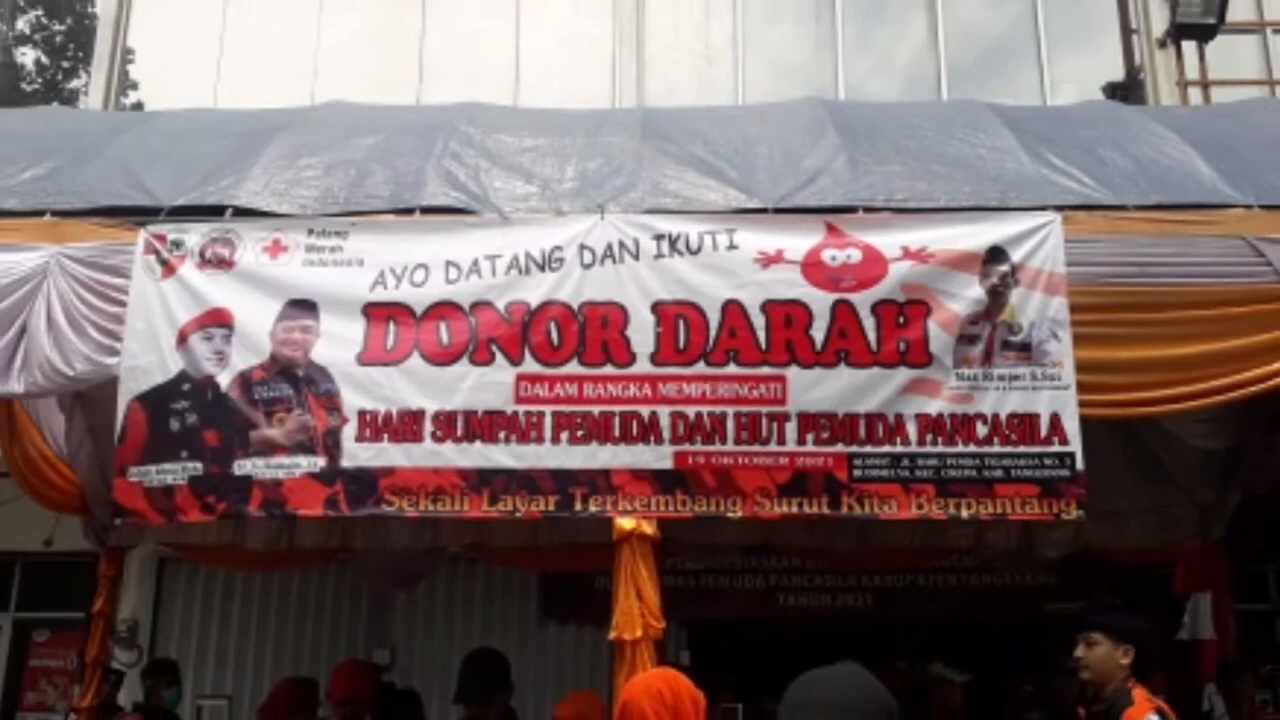 Palang
Merah
Indonesia
AYO DATANG DAN IKUTI
DONOR DARAH
DALAM RANGKA MEMPERINGATI
HARI SUMPAH PEMUDA DAN HUT PEMUDA PANCASILA
19 OKTOBER 2021
Sekali Layar Terkembang Surut Kita Berpantang
PEMUDA PANCASILA KABUPATEN TANGERANG
TAHUN 2021